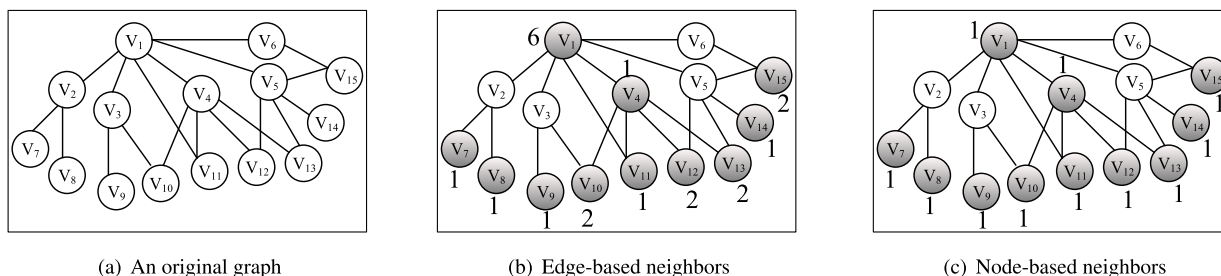 V1
V6
V2
V3
V4
V5
V15
V14
V7
V8
V9
V10
V11
V12
V13
(a) An original graph
6
V1
V6
1
V2
V3
V4
V5
V15
2
V14
1
V7
1
V8
1
V9
1
V10
2
V11
1
V12
2
V13
2
(b) Edge-based neighbors
1
V1
V6
1
V2
V3
V4
V5
V15
1
V14
1
V7
1
V8
1
V9
1
V10
1
V11
1
V12
1
V13
1
(c) Node-based neighbors